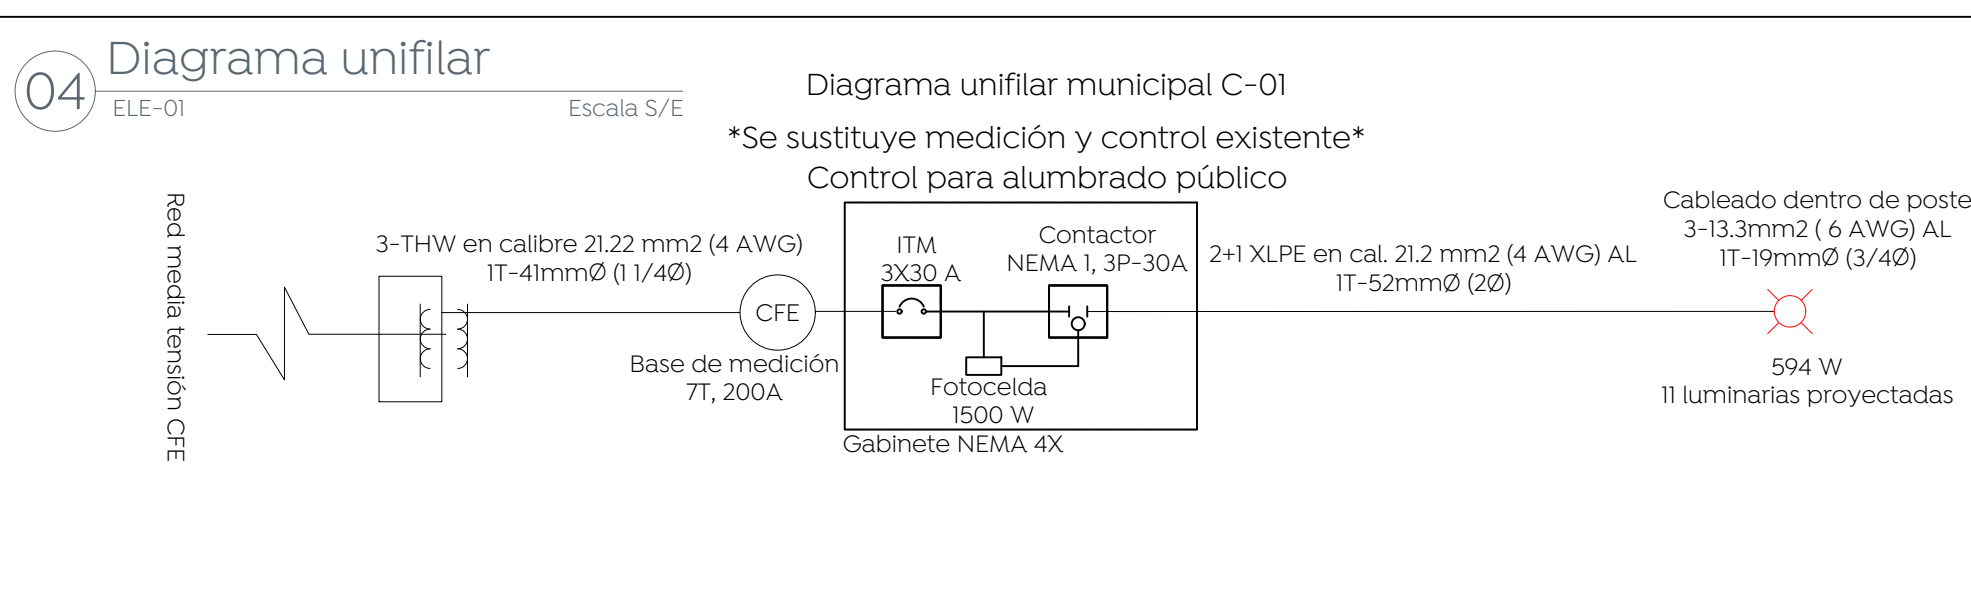 04
Diagrama unifilar
ELE-01
Escala S/E
Diagrama unifilar municipal C-01
*Se sustituye medición y control existente*
Control para alumbrado público
Red media tensión CFE
3-THW en calibre 21.22 mm2 (4 AWG)
1T-41mmØ (1 1/4Ø)
CFE
Base de medición
7T, 200A
ITM
3X30 A
Contactor
NEMA 1, 3P-30A
Fotocelda
1500 W
Gabinete NEMA 4X
2+1 XLPE en cal. 21.2 mm2 (4 AWG) AL
1T-52mmØ (2Ø)
Cableado dentro de poste
3-13.3mm2 ( 6 AWG) AL
1T-19mmØ (3/4Ø)
594 W
11 luminarias proyectadas